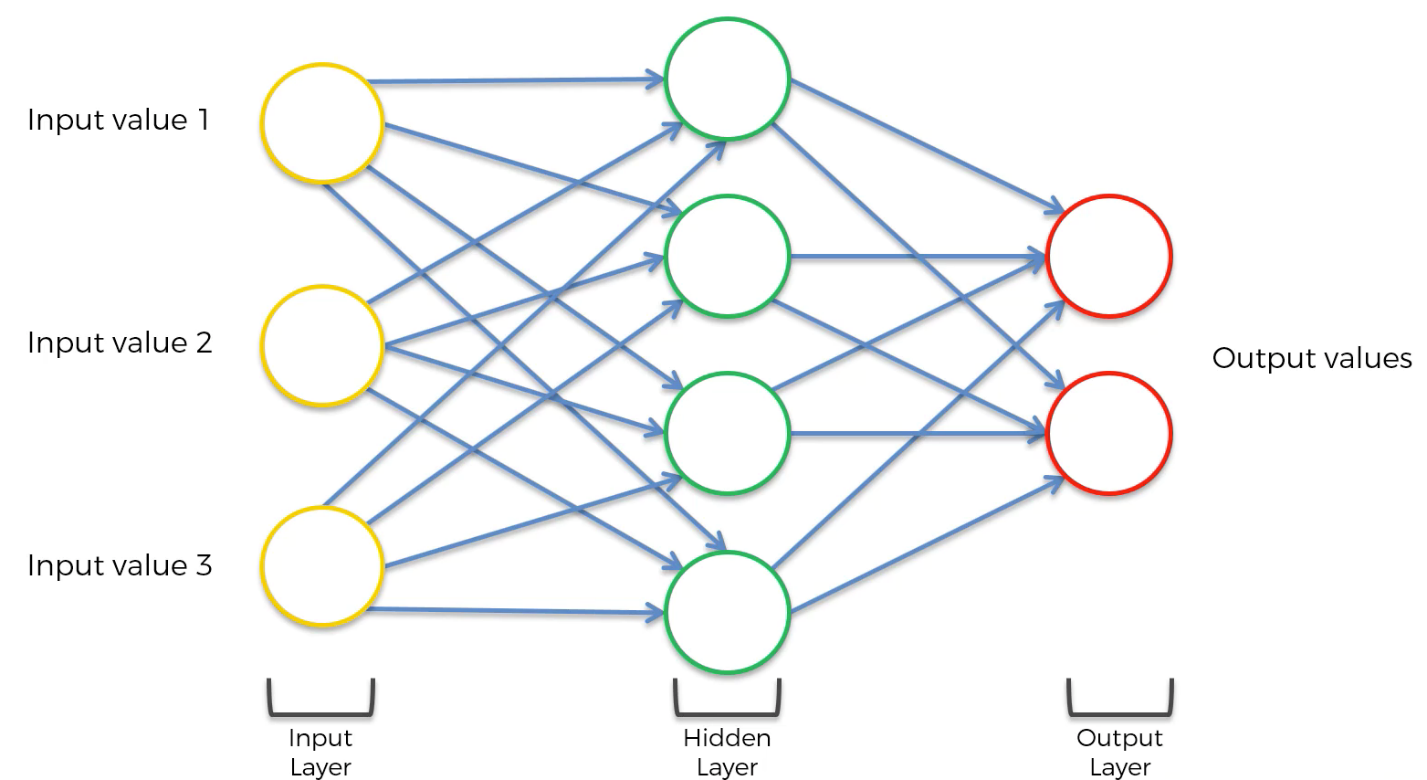 Input value 1
Input value 2
Output values
Input value 3
Input
Layer
Hidden
Layer
Output
Layer